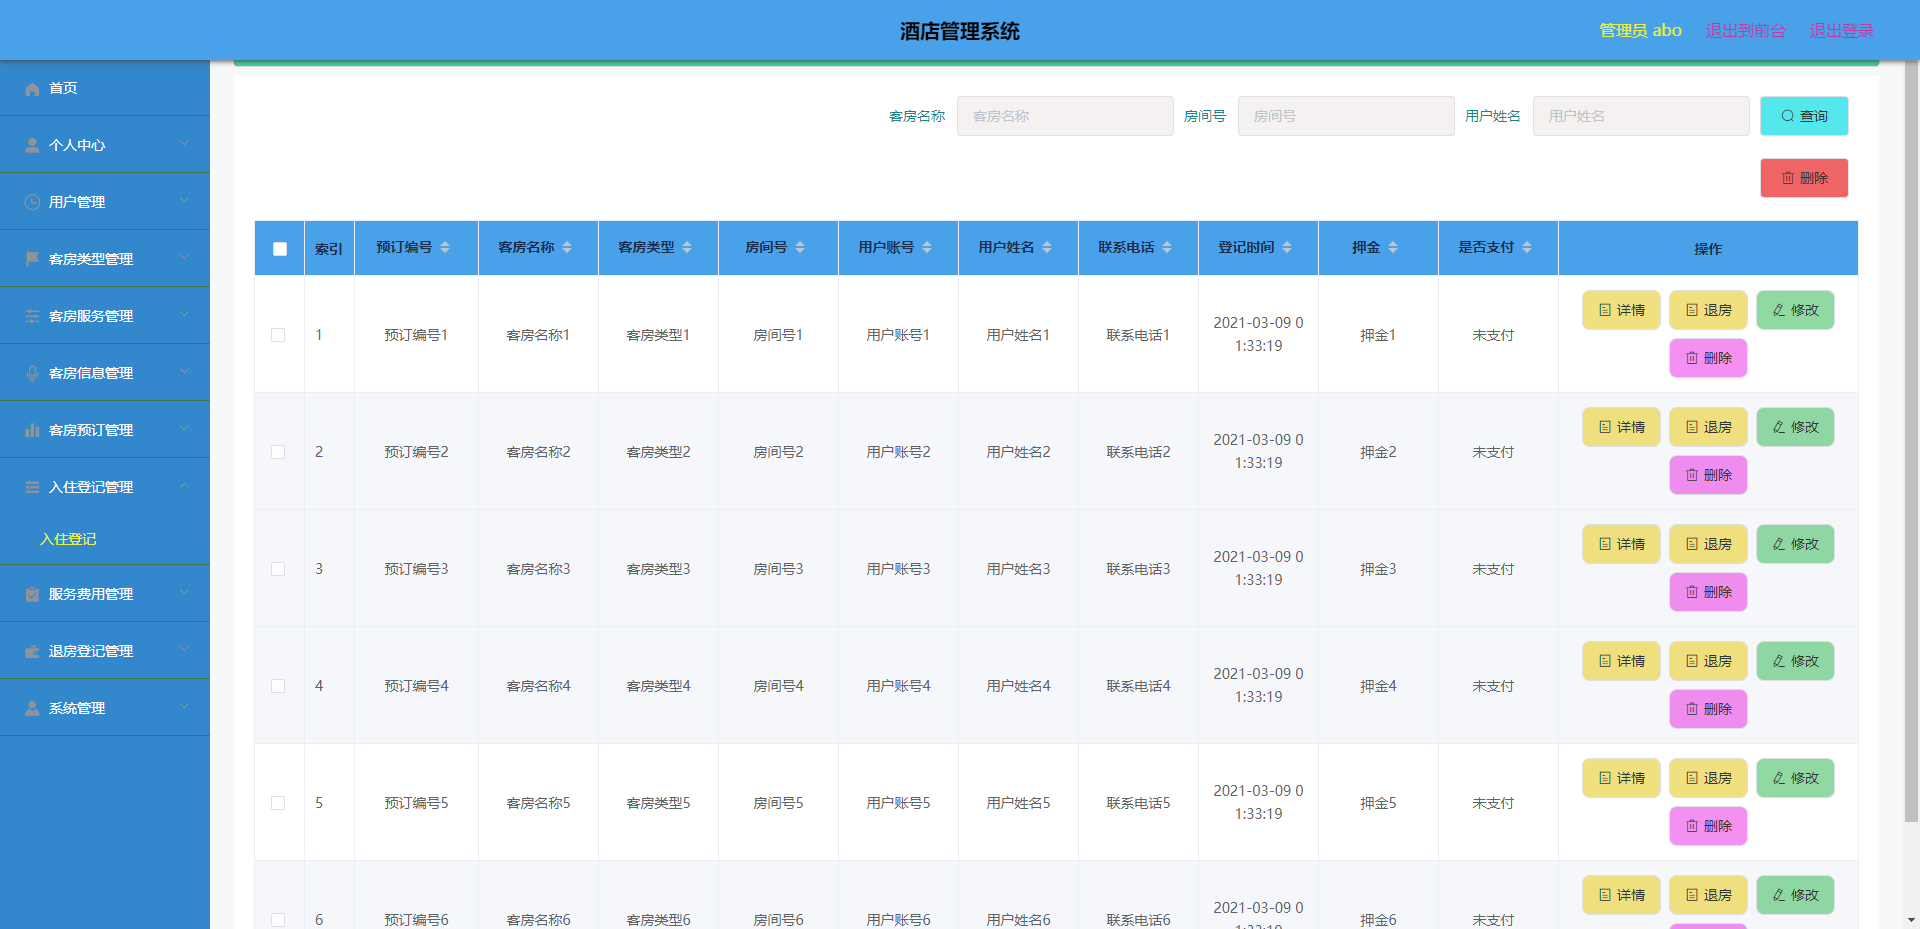 酒店管理系统
管理员 abo 退出到前台 退出登录
首页
个人中心
用户管理
客房类型管理
客房服务管理
客房信息管理
客房预订管理
入住登记管理
入住登记
服务费用管理
退房登记管理
系统管理
客房名称 客房名称 房间号 房间号 用户姓名 用户姓名 查询
删除
索引 预订编号 客房名称 客房类型 房间号 用户账号 用户姓名 联系电话 登记时间 押金 是否支付 操作
1 预订编号1 客房名称1 客房类型1 房间号1 用户账号1 用户姓名1 联系电话1 2021-03-09 0
1:33:19 押金1 未支付 详情 退房 修改
删除
2 预订编号2 客房名称2 客房类型2 房间号2 用户账号2 用户姓名2 联系电话2 2021-03-09 0
1:33:19 押金2 未支付 详情 退房 修改
删除
3 预订编号3 客房名称3 客房类型3 房间号3 用户账号3 用户姓名3 联系电话3 2021-03-09 0
1:33:19 押金3 未支付 详情 退房 修改
删除
4 预订编号4 客房名称4 客房类型4 房间号4 用户账号4 用户姓名4 联系电话4 2021-03-09 0
1:33:19 押金4 未支付 详情 退房 修改
删除
5 预订编号5 客房名称5 客房类型5 房间号5 用户账号5 用户姓名5 联系电话5 2021-03-09 0
1:33:19 押金5 未支付 详情 退房 修改
删除
6 预订编号6 客房名称6 客房类型6 房间号6 用户账号6 用户姓名6 联系电话6 2021-03-09 0
押金6 未支付 详情 退房 修改